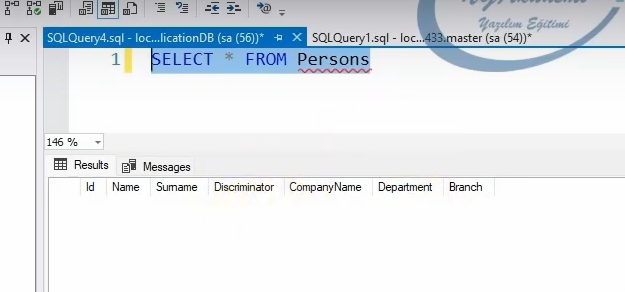 Yazılım Eğitimi
SQLQuery4.sql - loc...licationDB (sa (56))* SQLQuery1.sql - loc...433.master (sa (54))*
1 SELECT * FROM Persons
146 %
Results Messages
Id Name Surname Discriminator CompanyName Department Branch